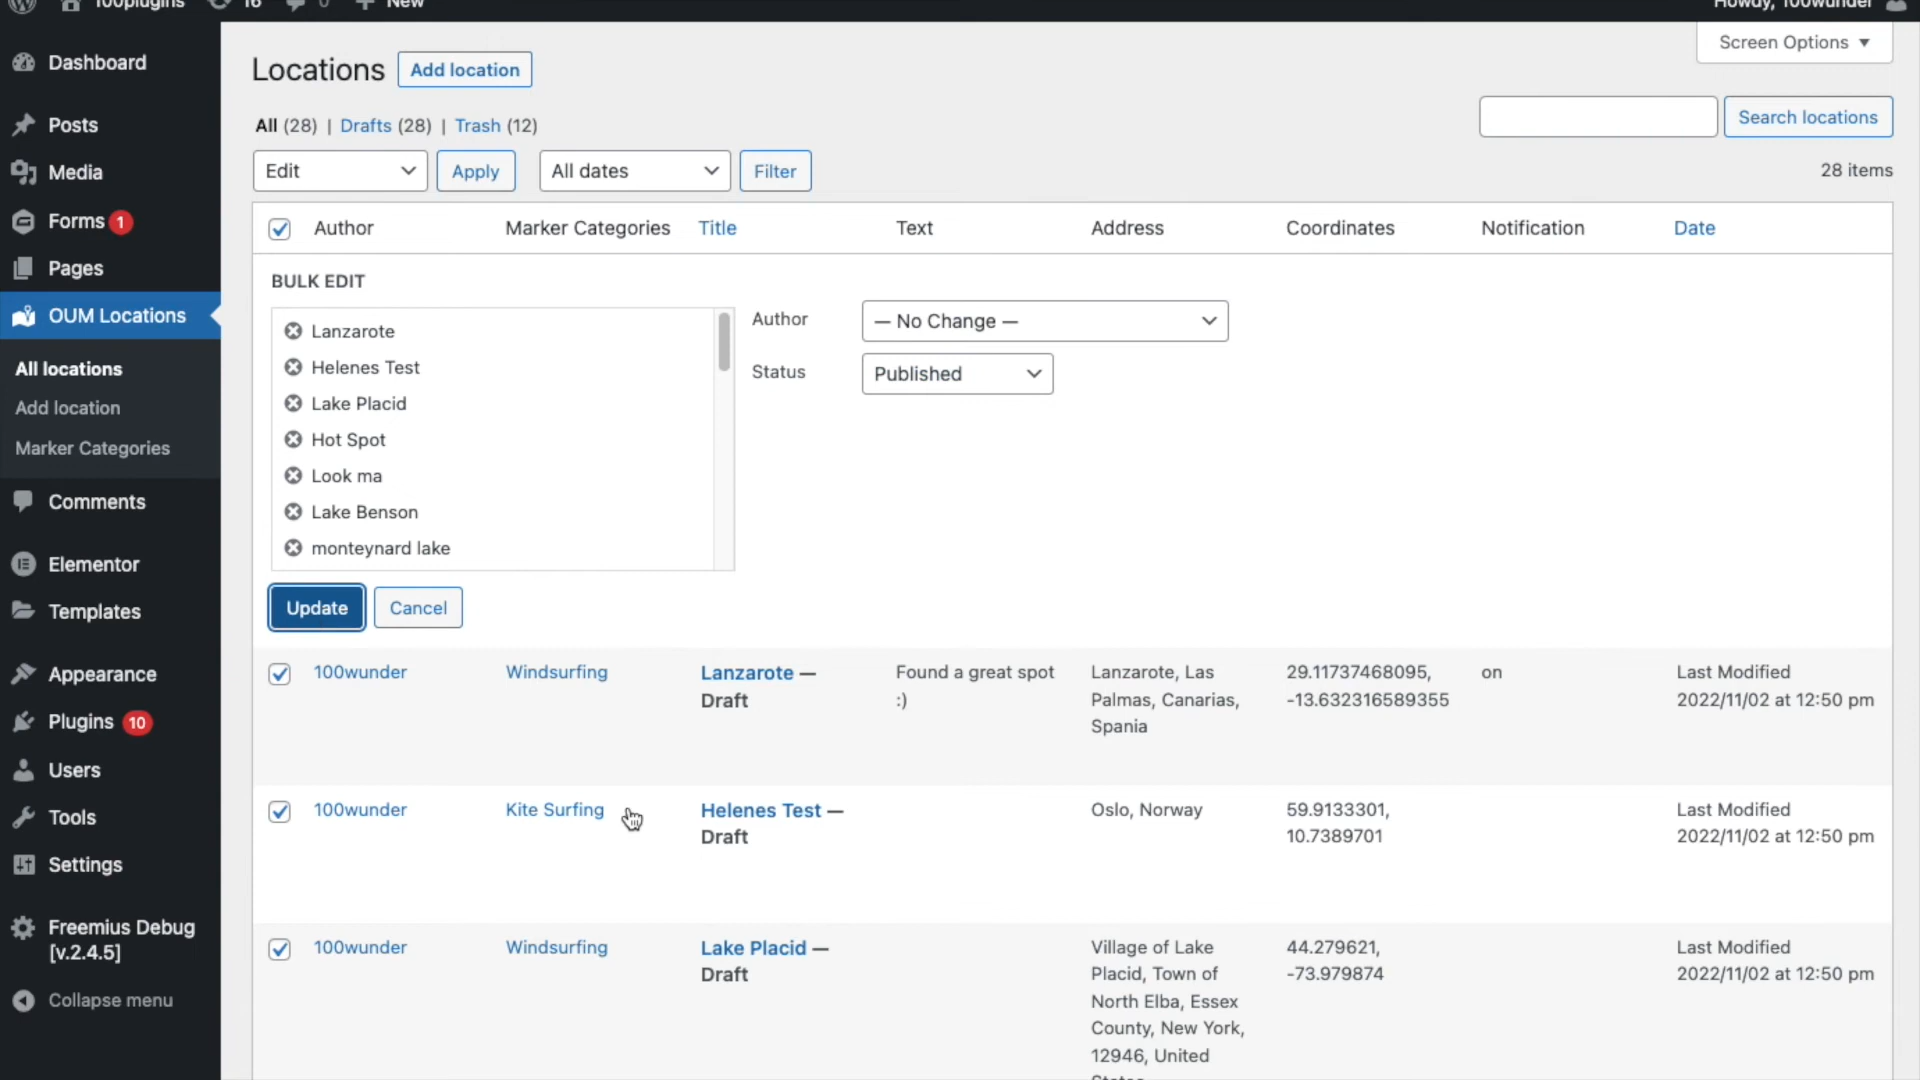 100plugins 16 0 New Howdy, 100wunder
Dashboard
Posts
Media
Forms 1
Pages
OUM Locations
All locations
Add location
Marker Categories
Comments
Elementor
Templates
Appearance
Plugins 10
Users
Tools
Settings
Freemius Debug
[v.2.4.5]
Collapse menu
Screen Options
Locations Add location
All (28) | Drafts (28) | Trash (12)
Search locations
Edit Apply All dates Filter
28 items
Author Marker Categories Title Text Address Coordinates Notification Date
BULK EDIT
Lanzarote
Helenes Test
Lake Placid
Hot Spot
Look ma
Lake Benson
monteynard lake
Author — No Change —
Status Published
Update Cancel
100wunder Windsurfing Lanzarote — Found a great spot Lanzarote, Las 29.11737468095, on Last Modified
Draft :) Palmas, Canarias, -13.632316589355 2022/11/02 at 12:50 pm
Spania
100wunder Kite Surfing Helenes Test — Oslo, Norway 59.9133301, Last Modified
Draft 10.7389701 2022/11/02 at 12:50 pm
100wunder Windsurfing Lake Placid — Village of Lake 44.279621, Last Modified
Draft Placid, Town of -73.979874 2022/11/02 at 12:50 pm
North Elba, Essex
County, New York,
12946, United